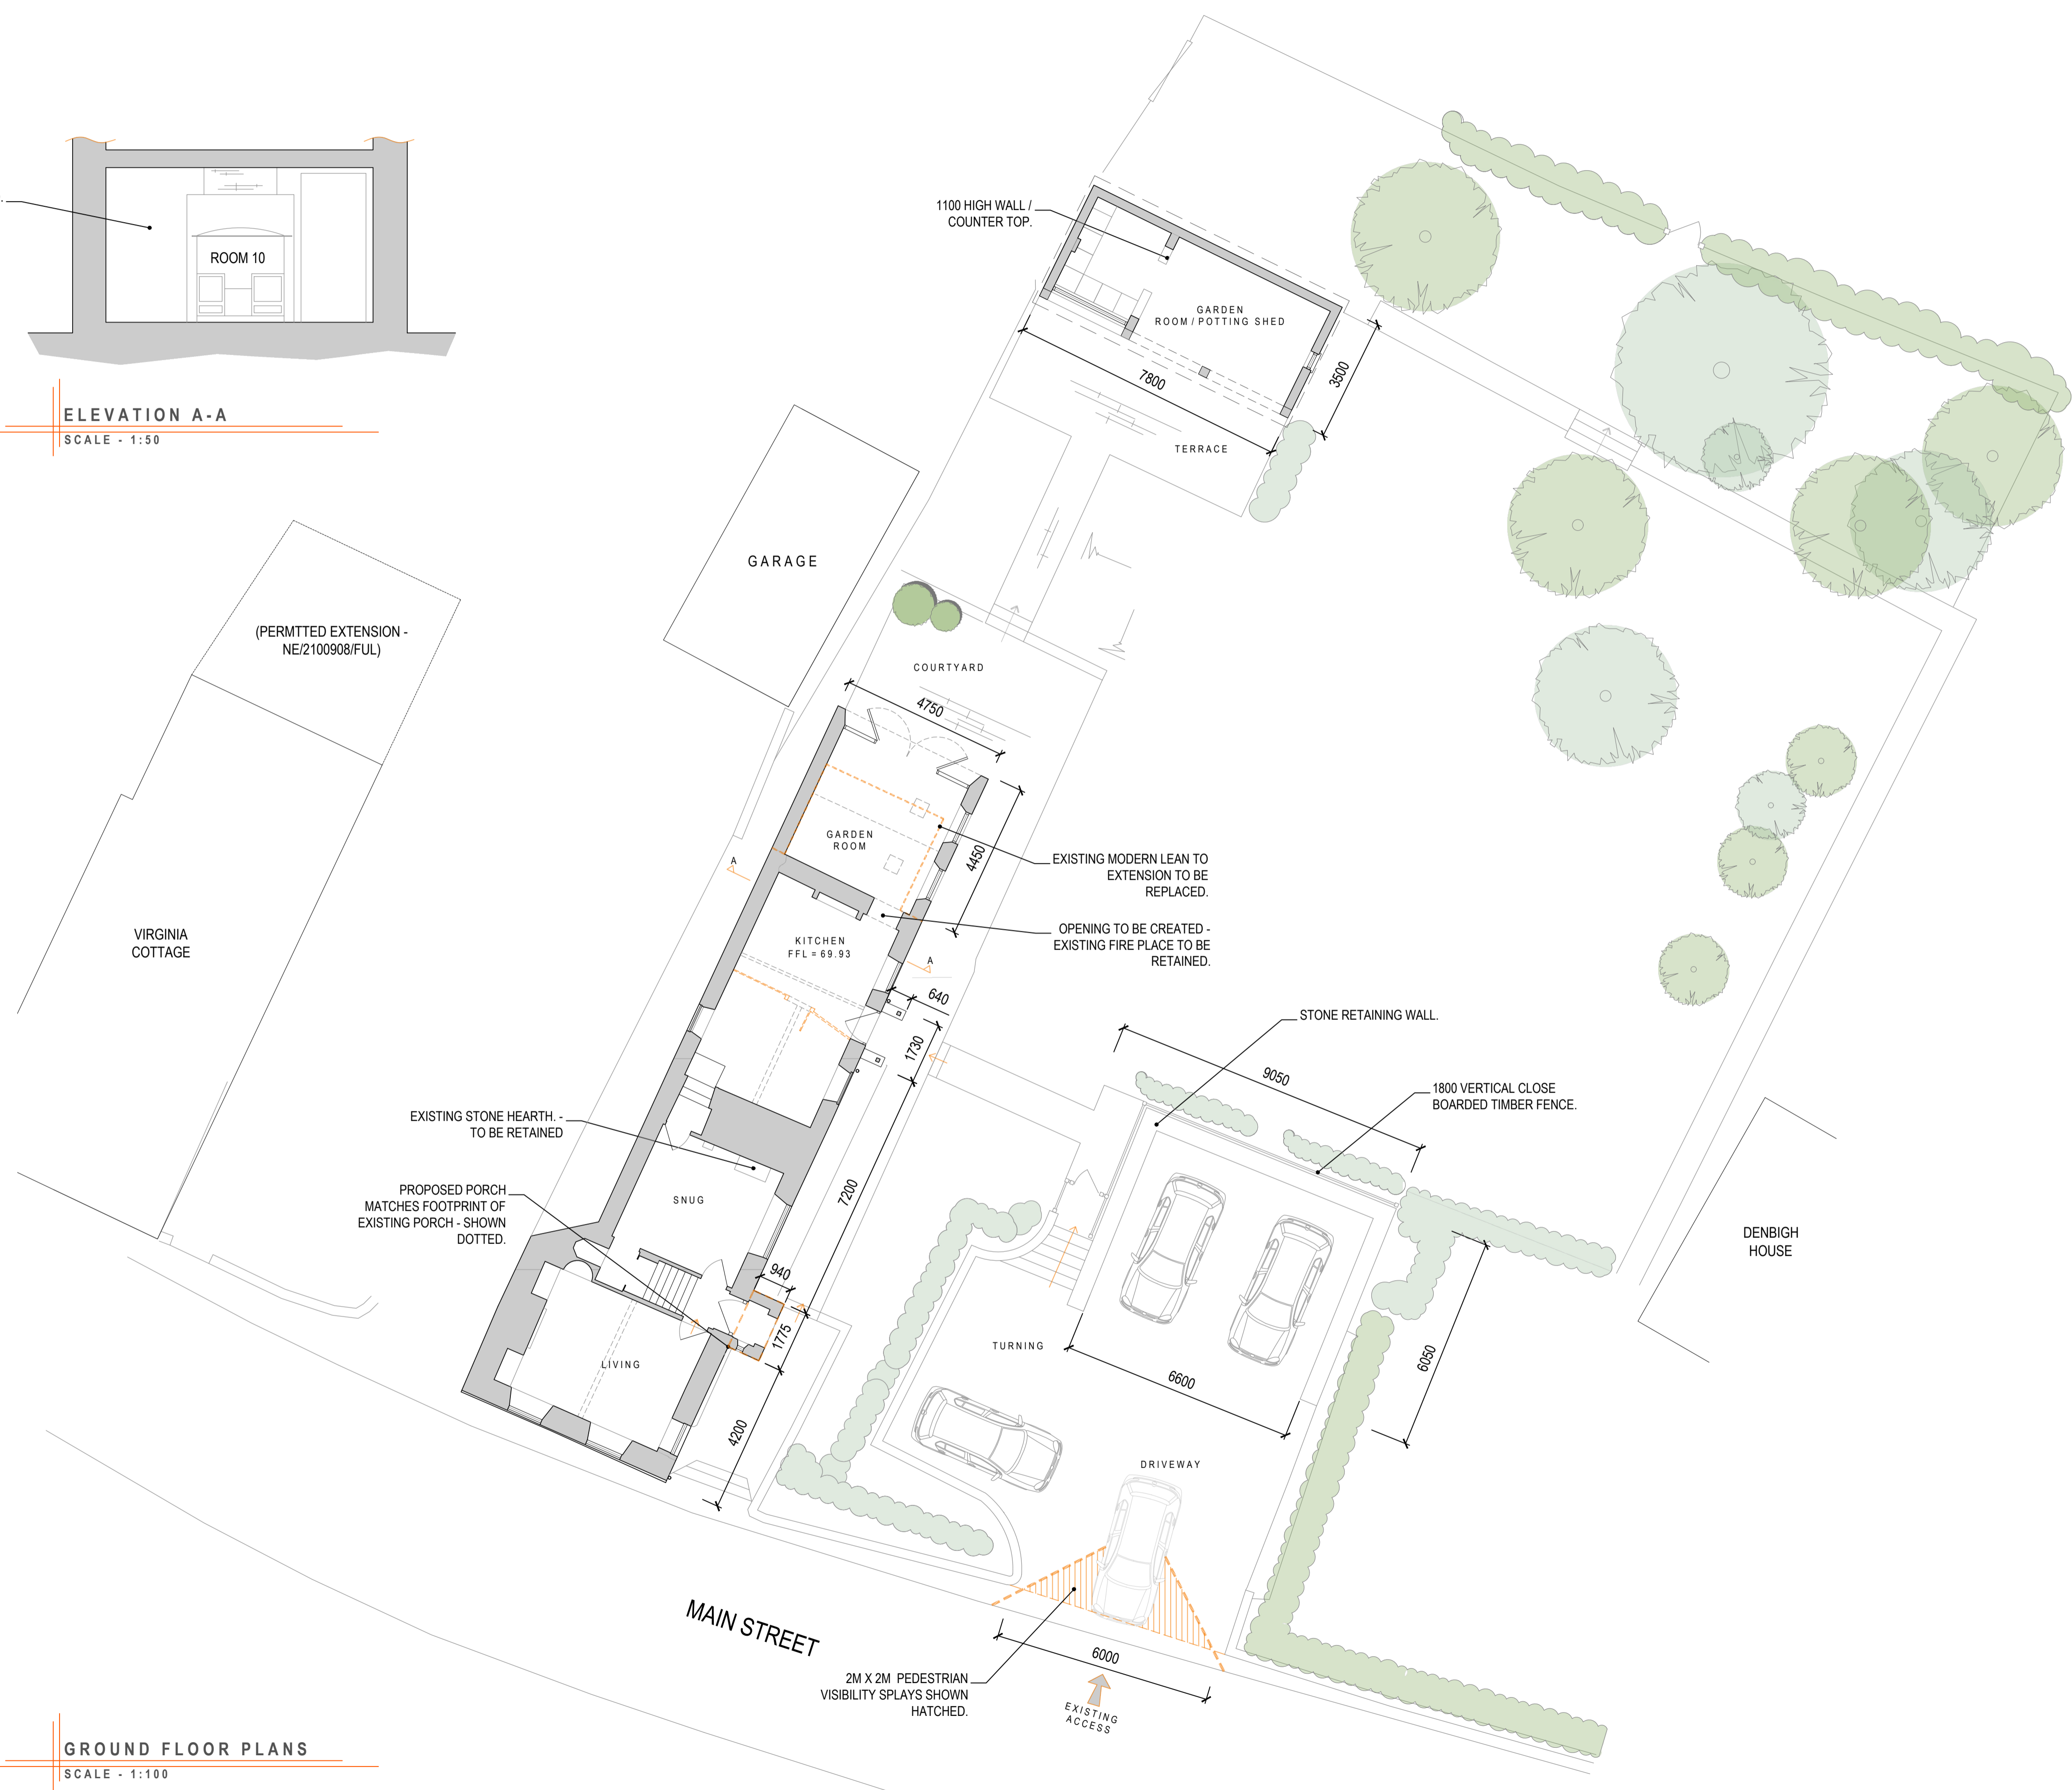 ROOM 10
ELEVATION A-A
SCALE - 1:50
1100 HIGH WALL /
COUNTER TOP.
GARDEN
ROOM / POTTING SHED
7800
3500
TERRACE
GARAGE
(PERMTTED EXTENSION -
NE/2100908/FUL)
COURTYARD
4750
GARDEN
ROOM
4450
A
EXISTING MODERN LEAN TO
EXTENSION TO BE
REPLACED.
OPENING TO BE CREATED -
EXISTING FIRE PLACE TO BE
RETAINED.
VIRGINIA
COTTAGE
KITCHEN
FFL = 69.93
A
640
1730
STONE RETAINING WALL.
9050
1800 VERTICAL CLOSE
BOARDED TIMBER FENCE.
EXISTING STONE HEARTH. -
TO BE RETAINED
SNUG
7200
PROPOSED PORCH
MATCHES FOOTPRINT OF
EXISTING PORCH - SHOWN
DOTTED.
DENBIGH
HOUSE
940
1775
LIVING
TURNING
6600
6050
4200
DRIVEWAY
MAIN STREET
6000
2M X 2M PEDESTRIAN
VISIBILITY SPLAYS SHOWN
HATCHED.
EXISTING
ACCESS
GROUND FLOOR PLANS
SCALE - 1:100